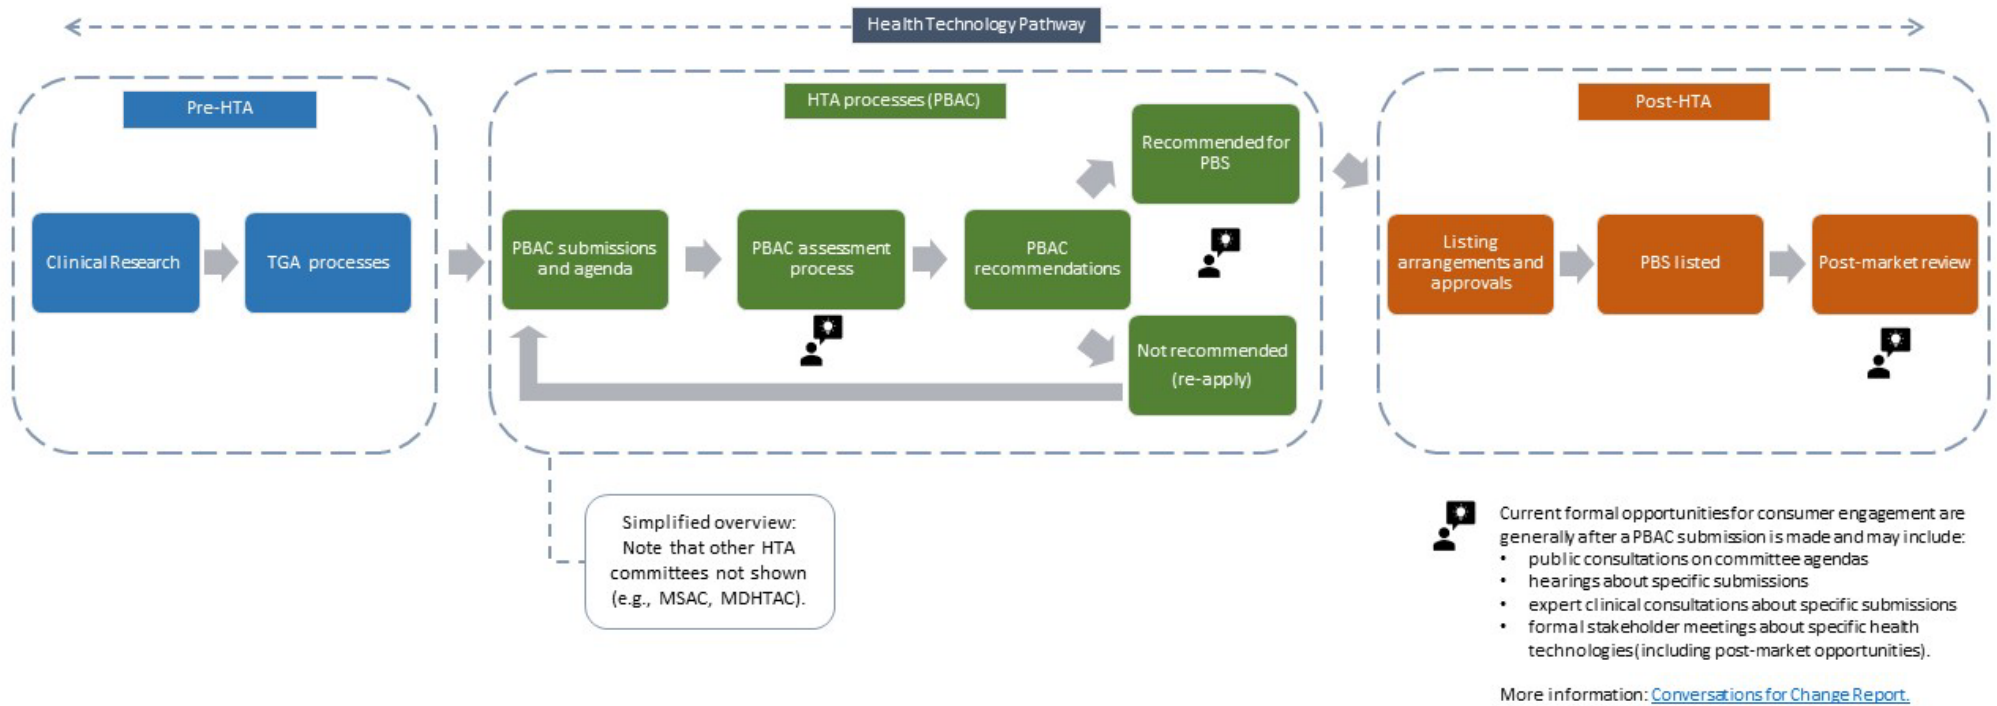 Health Technology Pathway
Pre-HTA
Clinical Research
TGA processes
HTA processes (PBAC)
PBAC submissions
and agenda
PBAC assessment
process
PBAC
recommendations
Recommended for
PBS
Not recommended
(re-apply)
Post-HTA
Listing
arrangements and
approvals
PBS listed
Post-market review
Simplified overview:
Note that other HTA
committees not shown
(e.g., MSAC, MDHTAC).
Current formal opportunities for consumer engagement are
generally after a PBAC submission is made and may include:
• public consultations on committee agendas
• hearings about specific submissions
• expert clinical consultations about specific submissions
• formal stakeholder meetings about specific health
technologies (including post-market opportunities).
More information: Conversations for Change Report.